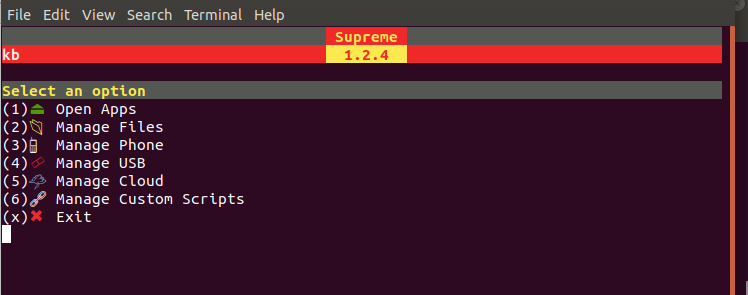 File Edit View Search Terminal Help
Supreme
kb 1.2.4
Select an option
(1) Open Apps
(2) Manage Files
(3) Manage Phone
(4) Manage USB
(5) Manage Cloud
(6) Manage Custom Scripts
(x) Exit